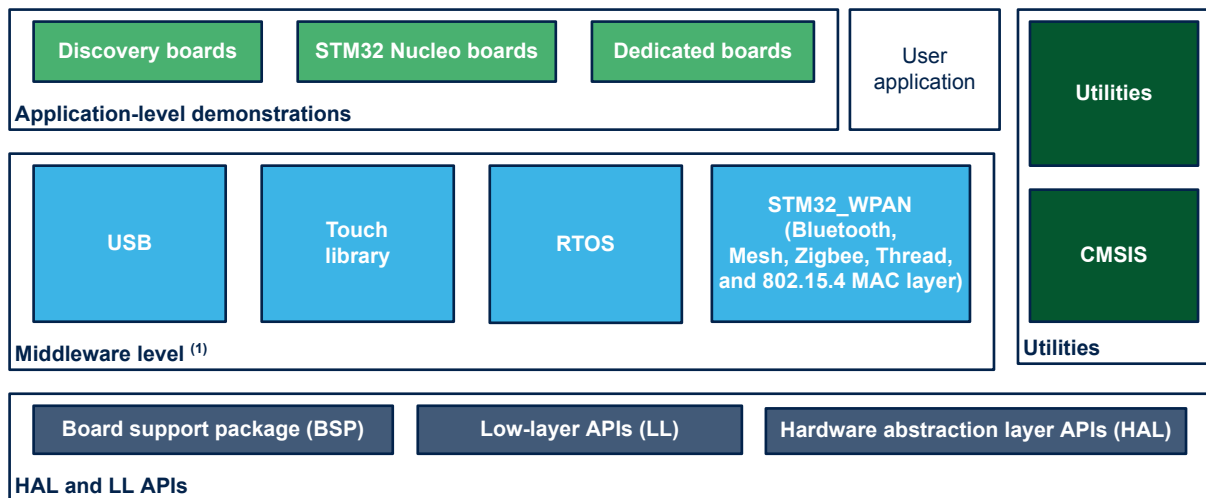 Discovery boards
STM32 Nucleo boards
Dedicated boards
Application-level demonstrations
User
application
Utilities
CMSIS
Utilities
USB
Touch
library
RTOS
STM32_WPAN
(Bluetooth,
Mesh, Zigbee, Thread,
and 802.15.4 MAC layer)
Middleware level (1)
Board support package (BSP)
Low-layer APIs (LL)
Hardware abstraction layer APIs (HAL)
HAL and LL APIs